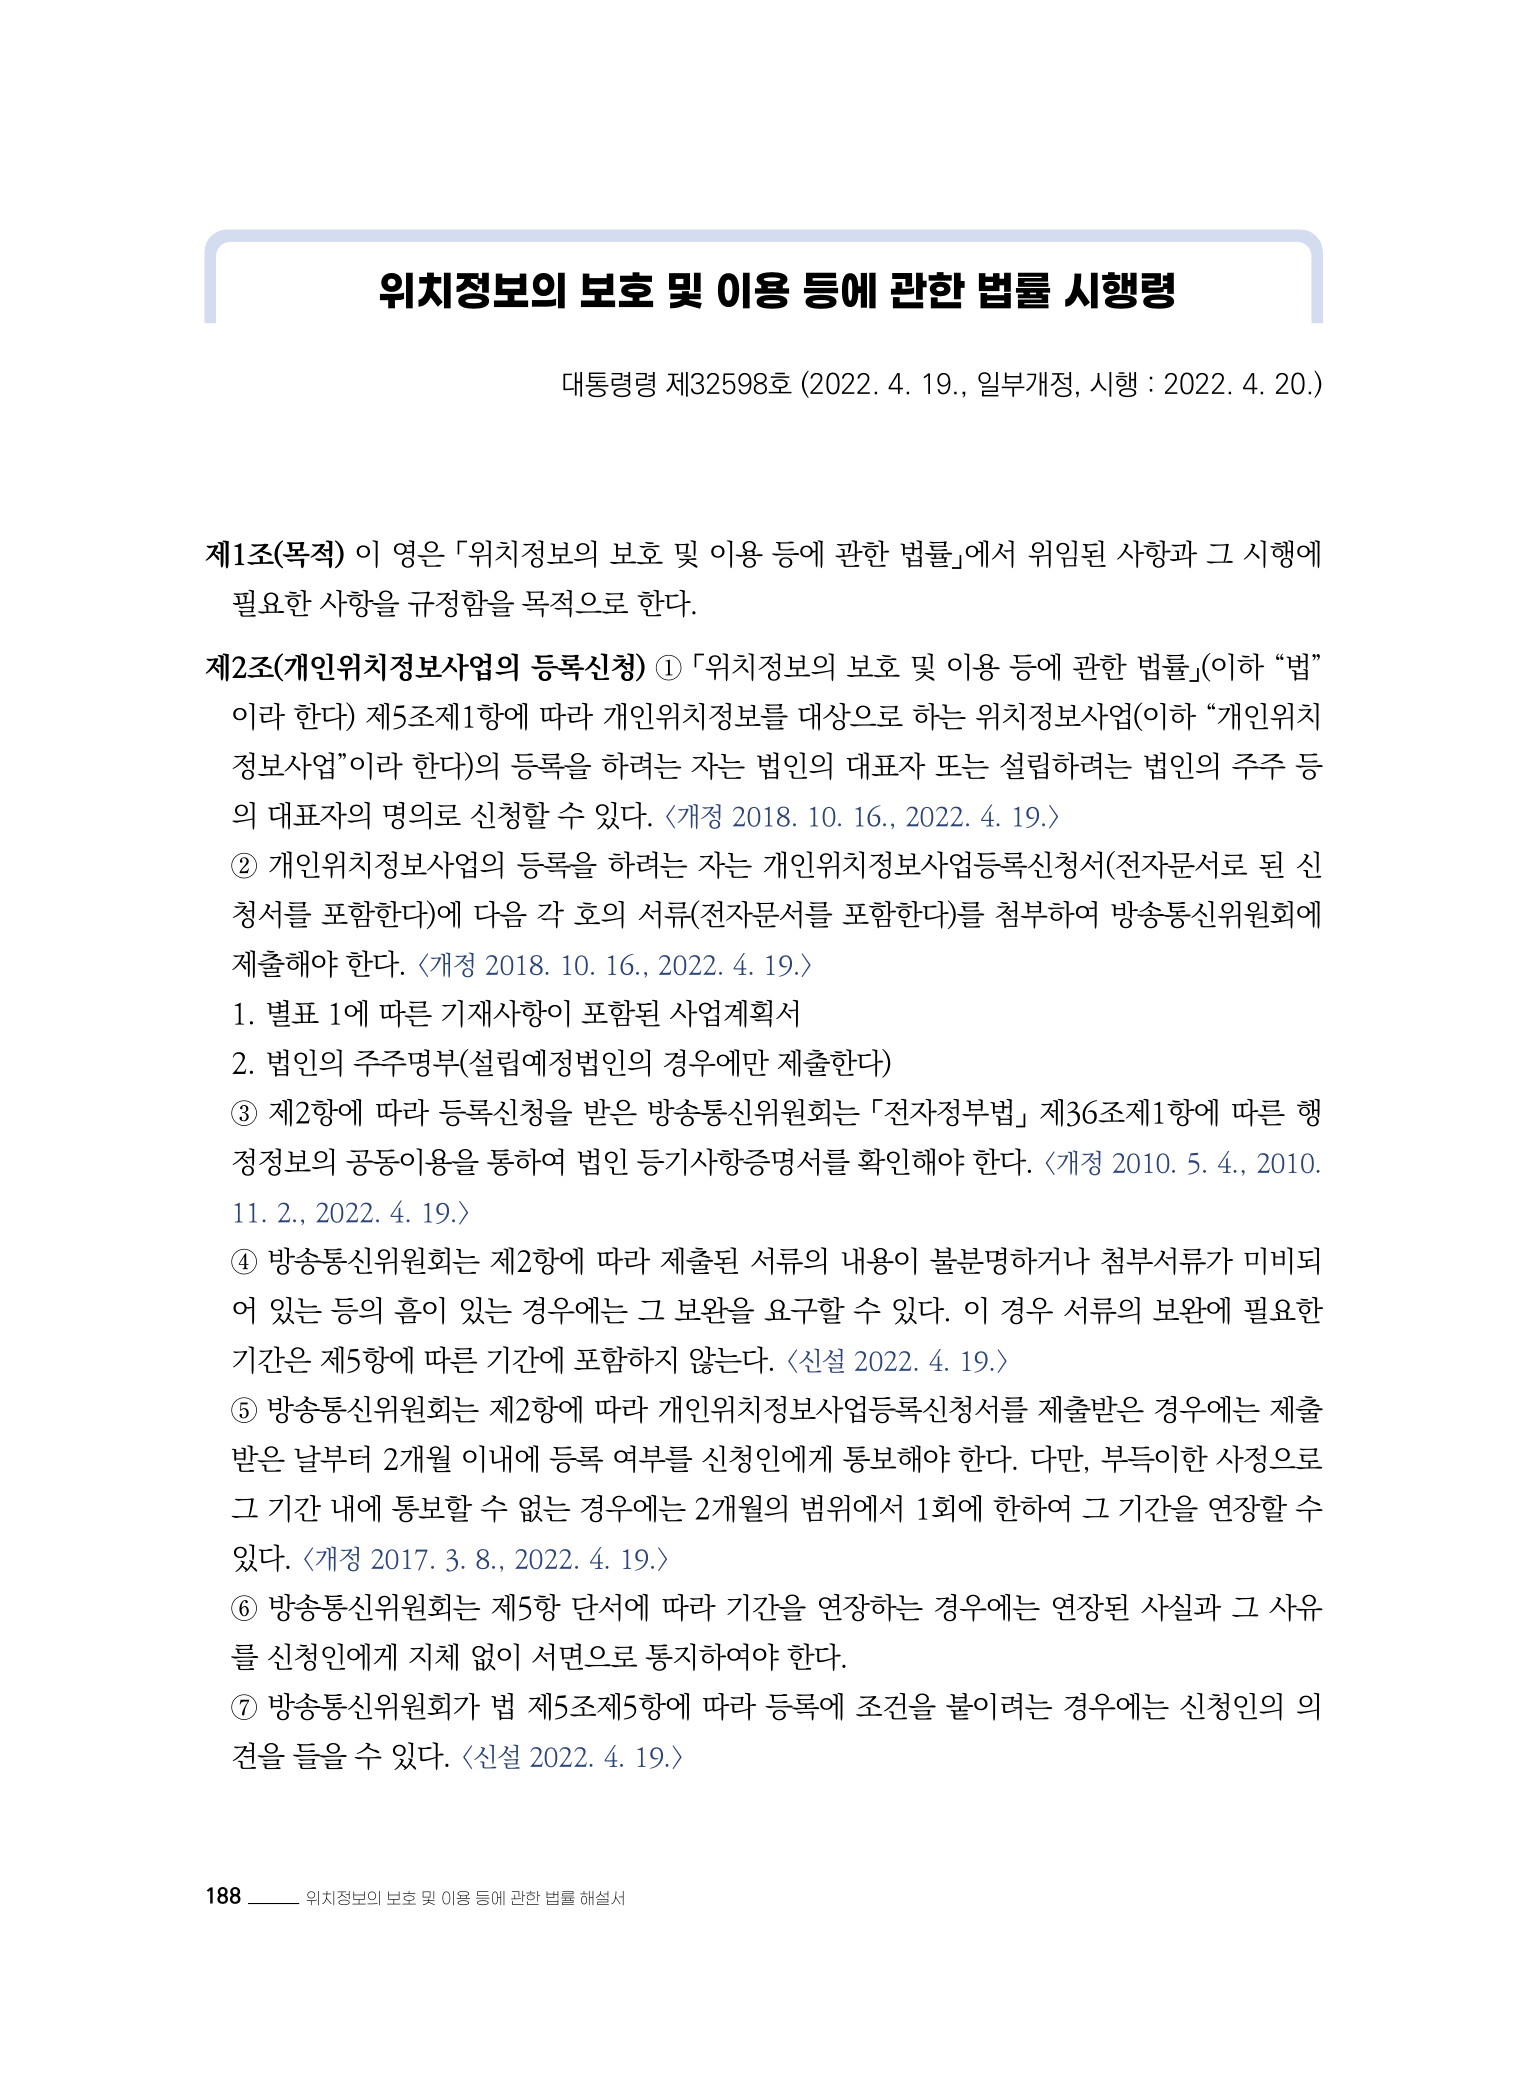 위치정보의 보호 및 이용 등에 관한 법률 시행령
대통령령 제32598호 (2022. 4. 19., 일부개정, 시행 : 2022. 4. 20.)
제1조(목적) 이 영은 「위치정보의 보호 및 이용 등에 관한 법률」에서 위임된 사항과 그 시행에
필요한 사항을 규정함을 목적으로 한다.
제2조(개인위치정보사업의 등록신청) ① 「위치정보의 보호 및 이용 등에 관한 법률」(이하 “법”
이라 한다) 제5조제1항에 따라 개인위치정보를 대상으로 하는 위치정보사업(이하 “개인위치
정보사업”이라 한다)의 등록을 하려는 자는 법인의 대표자 또는 설립하려는 법인의 주주 등
의 대표자의 명의로 신청할 수 있다. 〈개정 2018. 10. 16., 2022. 4. 19.〉
② 개인위치정보사업의 등록을 하려는 자는 개인위치정보사업등록신청서(전자문서로 된 신
청서를 포함한다)에 다음 각 호의 서류(전자문서를 포함한다)를 첨부하여 방송통신위원회에
제출해야 한다. 〈개정 2018. 10. 16., 2022. 4. 19.〉
1. 별표 1에 따른 기재사항이 포함된 사업계획서
2. 법인의 주주명부(설립예정법인의 경우에만 제출한다)
③ 제2항에 따라 등록신청을 받은 방송통신위원회는 「전자정부법」 제36조제1항에 따른 행
정정보의 공동이용을 통하여 법인 등기사항증명서를 확인해야 한다. 〈개정 2010. 5. 4., 2010.
11. 2., 2022. 4. 19.〉
④ 방송통신위원회는 제2항에 따라 제출된 서류의 내용이 불분명하거나 첨부서류가 미비되
어 있는 등의 흠이 있는 경우에는 그 보완을 요구할 수 있다. 이 경우 서류의 보완에 필요한
기간은 제5항에 따른 기간에 포함하지 않는다. 〈신설 2022. 4. 19.〉
⑤ 방송통신위원회는 제2항에 따라 개인위치정보사업등록신청서를 제출받은 경우에는 제출
받은 날부터 2개월 이내에 등록 여부를 신청인에게 통보해야 한다. 다만, 부득이한 사정으로
그 기간 내에 통보할 수 없는 경우에는 2개월의 범위에서 1회에 한하여 그 기간을 연장할 수
있다. 〈개정 2017. 3. 8., 2022. 4. 19.〉
⑥ 방송통신위원회는 제5항 단서에 따라 기간을 연장하는 경우에는 연장된 사실과 그 사유
를 신청인에게 지체 없이 서면으로 통지하여야 한다.
⑦ 방송통신위원회가 법 제5조제5항에 따라 등록에 조건을 붙이려는 경우에는 신청인의 의
견을 들을 수 있다. 〈신설 2022. 4. 19.〉
188 위치정보의 보호 및 이용 등에 관한 법률 해설서